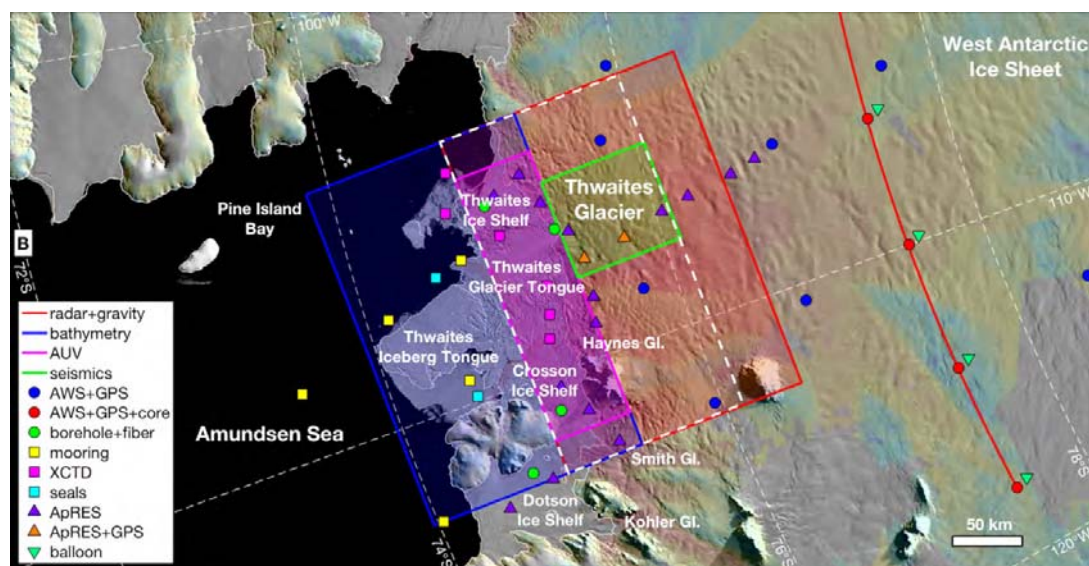 100°W
West Antarctic
Ice Sheet
Pine Island
Bay
Thwaites
Ice Shelf
Thwaites
Glacier
110°W
B
72°S
Thwaites
Glacier Tongue
Thwaites
Iceberg Tongue
Haynes Gl.
Crosson
Ice Shelf
Amundsen Sea
Smith Gl.
Dotson
Ice Shelf
Kohler Gl.
74°S
76°S
78°S
120°W
50 km
radar+gravity
bathymetry
AUV
seismics
AWS+GPS
AWS+GPS+core
borehole+fiber
mooring
XCTD
seals
ApRES
ApRES+GPS
balloon